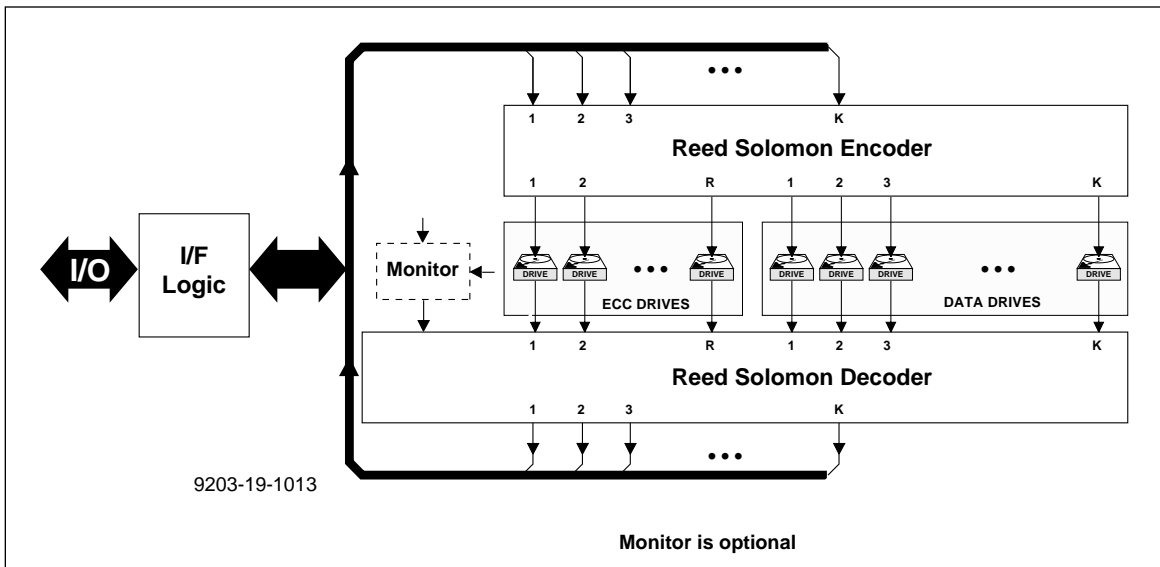 •••
1 2 3 K
Reed Solomon Encoder
1 2 R 1 2 3 K
I/O
I/F
Logic
Monitor
DRIVE DRIVE ••• DRIVE DRIVE DRIVE DRIVE ••• DRIVE
ECC DRIVES DATA DRIVES
1 2 R 1 2 3 K
Reed Solomon Decoder
1 2 3 K
•••
9203-19-1013
Monitor is optional